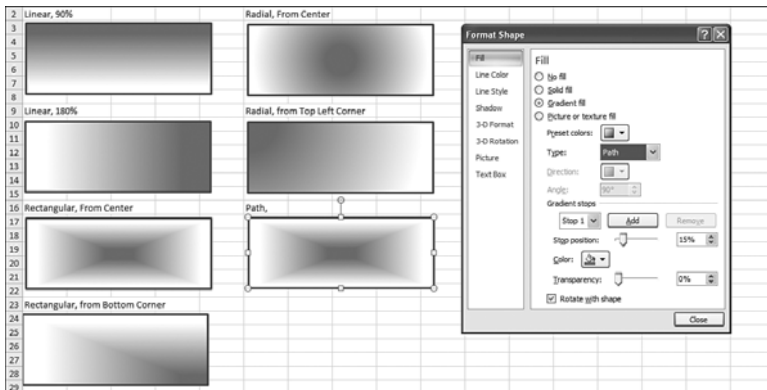 2 Linear, 90% Radial, From Center
3
4
5
6
7
8
9 Linear, 180% Radial, from Top Left Corner
10
11
12
13
14
15
16 Rectangular, From Center Path,
17
18
19
20
21
22
23 Rectangular, from Bottom Corner
24
25
26
27
28
29
Format Shape
Fill
Line Color
Line Style
Shadow
3-D Format
3-D Rotation
Picture
Text Box
Fill
No fill
Solid fill
Gradient fill
Picture or texture fill
Preset colors:
Type: Path
Direction:
Angle: 90°
Gradient stops
Stop 1 Add Remove
Stop position: 15%
Color:
Transparency: 0%
Rotate with shape
Close